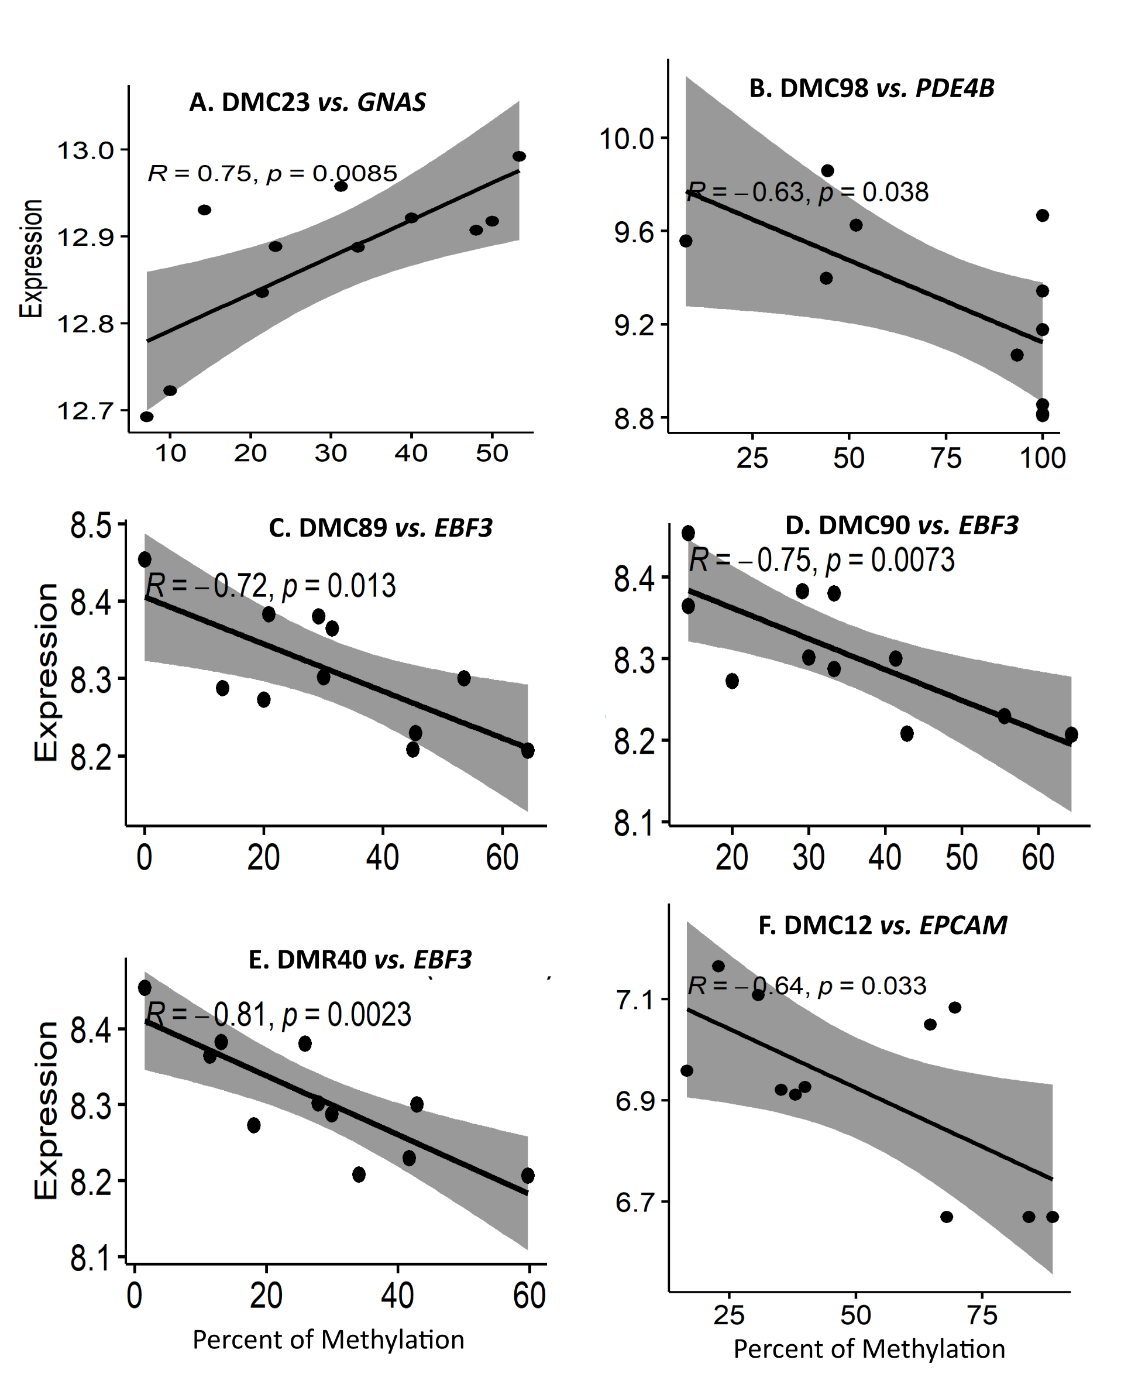 A. DMC23 vs. GNAS
R = 0.75, p = 0.0085
Expression
13.0
12.9
12.8
12.7
10 20 30 40 50
B. DMC98 vs. PDE4B
R = −0.63, p = 0.038
10.0
9.6
9.2
8.8
25 50 75 100
C. DMC89 vs. EBF3
R = −0.72, p = 0.013
Expression
8.5
8.4
8.3
8.2
0 20 40 60
D. DMC90 vs. EBF3
R = −0.75, p = 0.0073
8.4
8.3
8.2
8.1
20 30 40 50 60
E. DMR40 vs. EBF3
R = −0.81, p = 0.0023
Expression
8.4
8.3
8.2
8.1
0 20 40 60
Percent of Methylation
F. DMC12 vs. EPCAM
R = −0.64, p = 0.033
7.1
6.9
6.7
25 50 75
Percent of Methylation